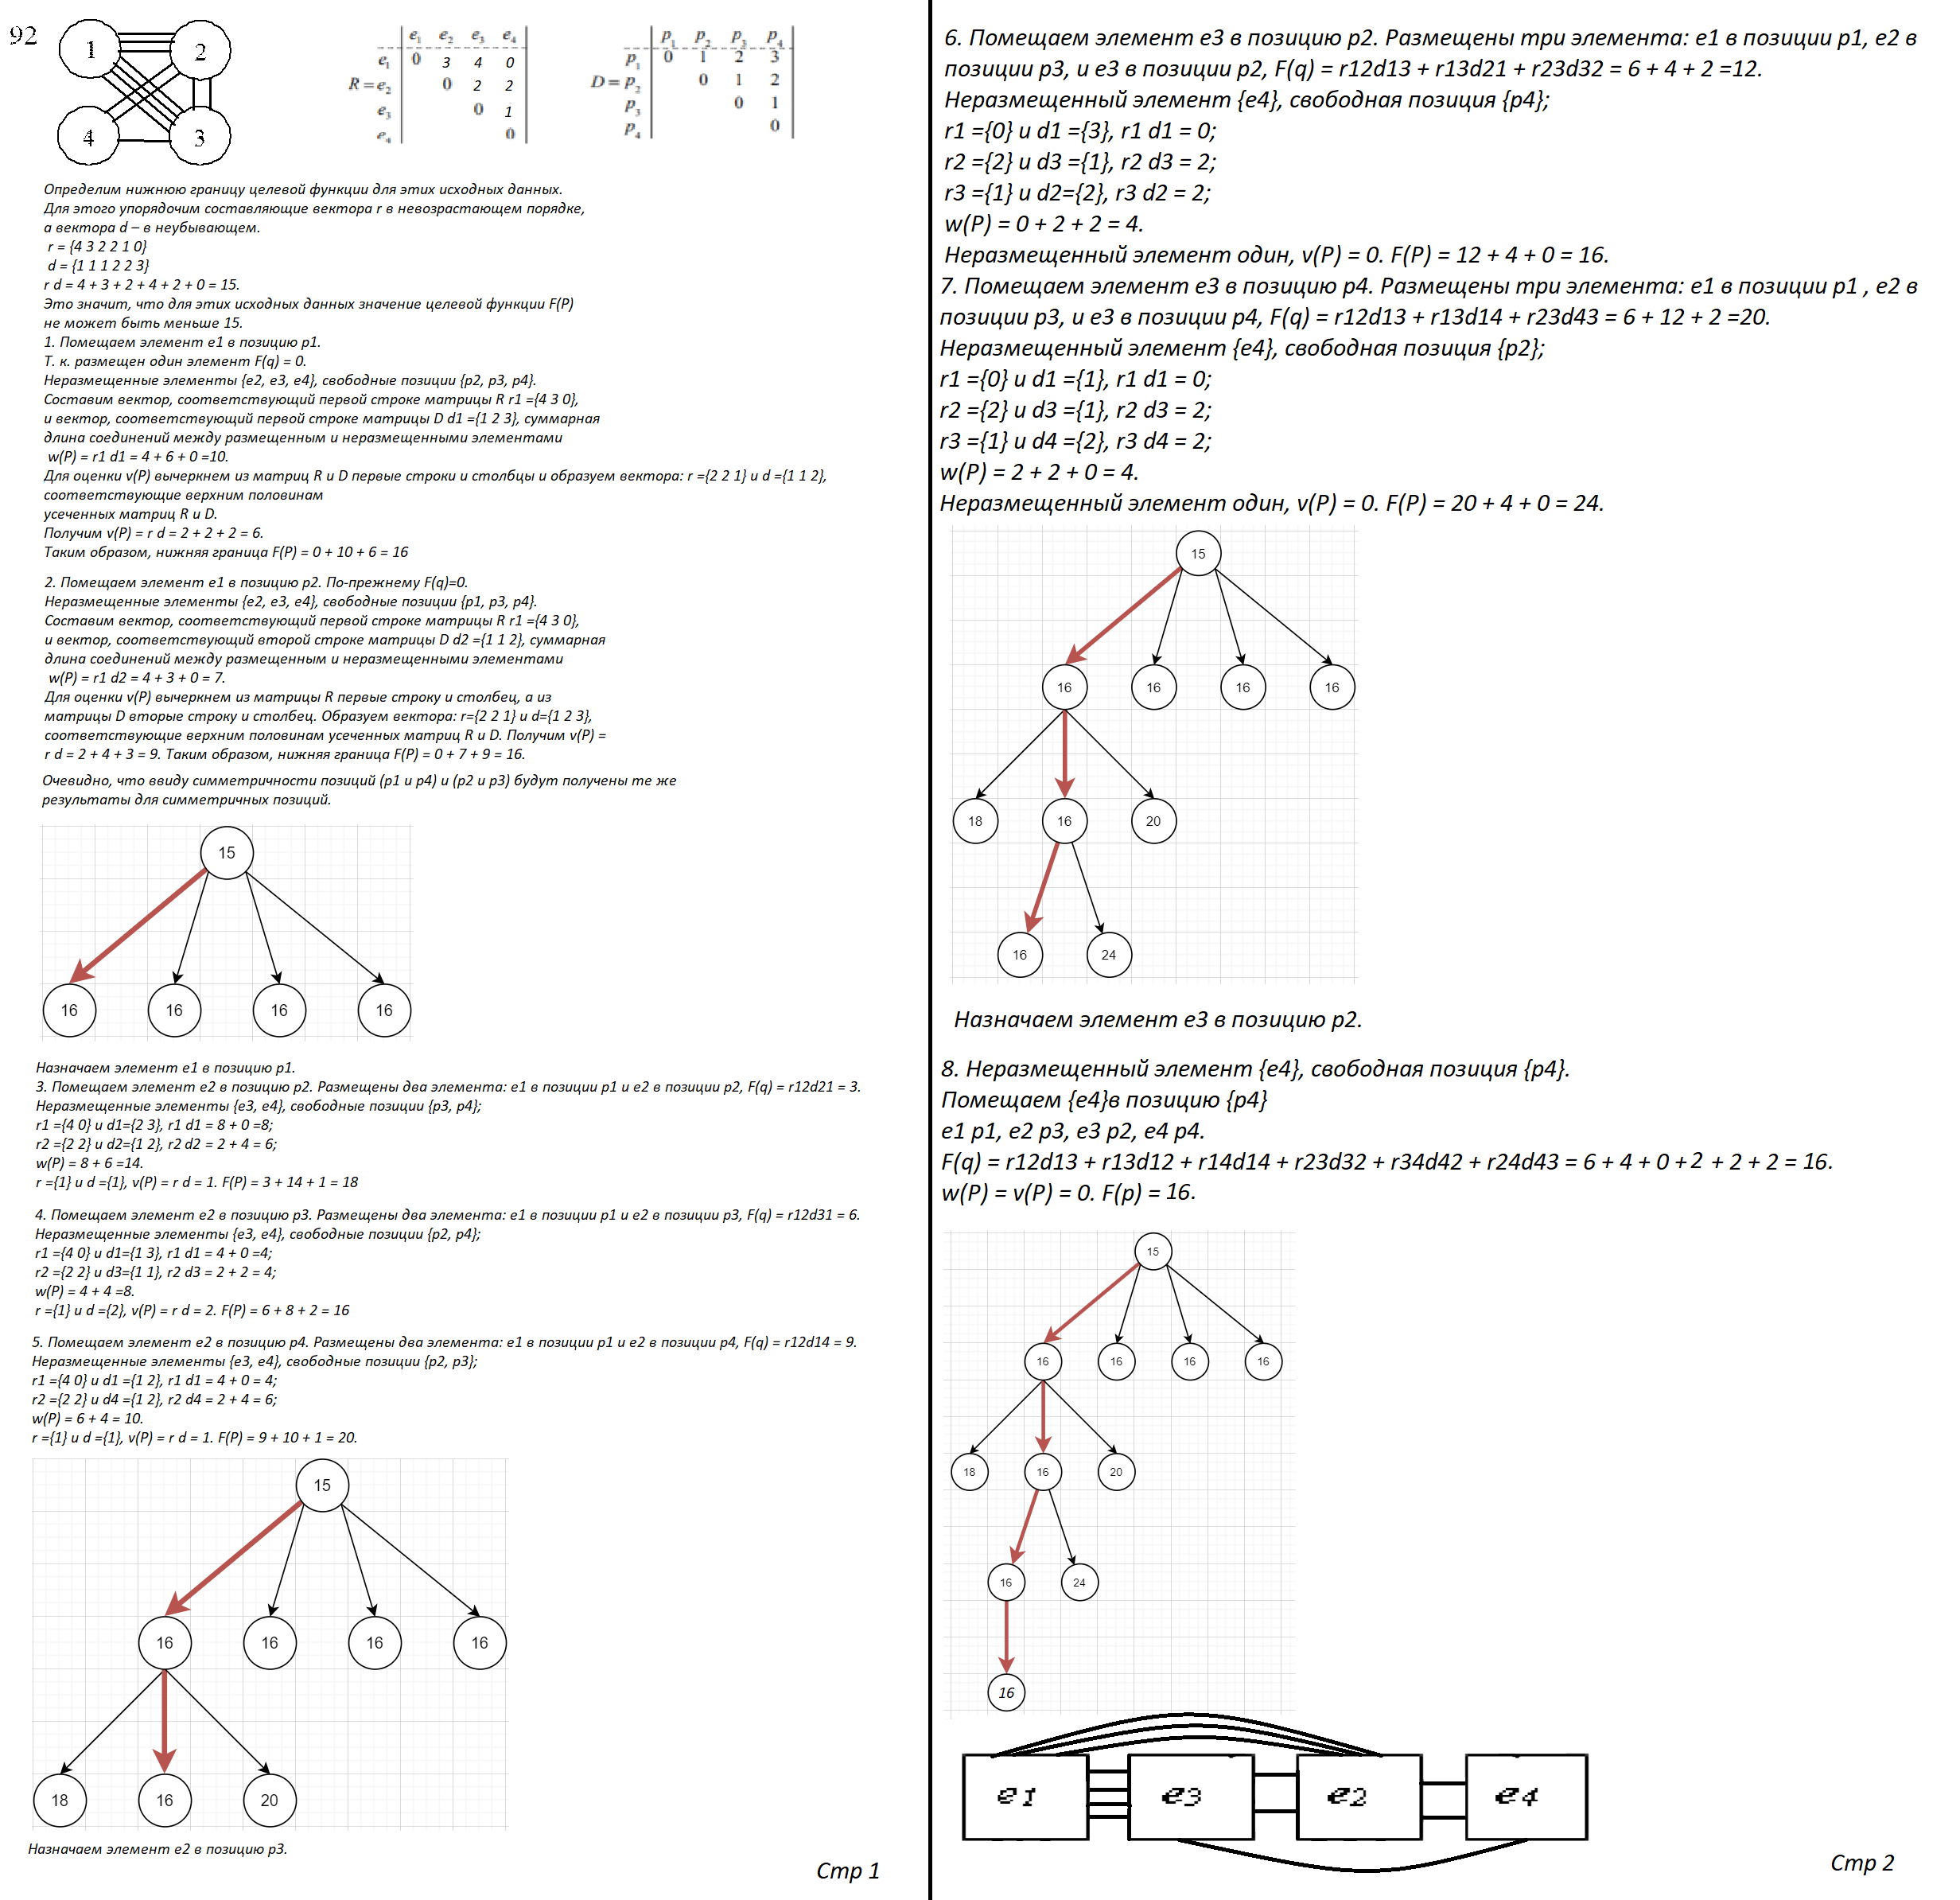 92
1 2
4 3
e1 e2 e3 e4
e1 0 3 4 0
R = e2 0 2 2
e3 0 1
e4 0
p1 p2 p3 p4
p1 0 1 2 3
D = p2 0 1 2
p3 0 1
p4 0
Определим нижнюю границу целевой функции для этих исходных данных.
Для этого упорядочим составляющие вектора r в невозрастающем порядке,
а вектора d – в неубывающем.
r = {4 3 2 2 1 0}
d = {1 1 1 2 2 3}
r d = 4 + 3 + 2 + 4 + 2 + 0 = 15.
Это значит, что для этих исходных данных значение целевой функции F(P)
не может быть меньше 15.
1. Помещаем элемент e1 в позицию p1.
Т. к. размещен один элемент F(q) = 0.
Неразмещенные элементы {e2, e3, e4}, свободные позиции {p2, p3, p4}.
Составим вектор, соответствующий первой строке матрицы R r1 ={4 3 0},
и вектор, соответствующий первой строке матрицы D d1 ={1 2 3}, суммарная
длина соединений между размещенным и неразмещенными элементами
w(P) = r1 d1 = 4 + 6 + 0 =10.
Для оценки v(P) вычеркнем из матриц R и D первые строки и столбцы и образуем вектора: r ={2 2 1} и d ={1 1 2},
соответствующие верхним половинам
усеченных матриц R и D.
Получим v(P) = r d = 2 + 2 + 2 = 6.
Таким образом, нижняя граница F(P) = 0 + 10 + 6 = 16
2. Помещаем элемент e1 в позицию p2. По-прежнему F(q)=0.
Неразмещенные элементы {e2, e3, e4}, свободные позиции {p1, p3, p4}.
Составим вектор, соответствующий первой строке матрицы R r1 ={4 3 0},
и вектор, соответствующий второй строке матрицы D d2 ={1 1 2}, суммарная
длина соединений между размещенным и неразмещенными элементами
w(P) = r1 d2 = 4 + 3 + 0 = 7.
Для оценки v(P) вычеркнем из матрицы R первые строку и столбец, а из
матрицы D вторые строку и столбец. Образуем вектора: r={2 2 1} и d={1 2 3},
соответствующие верхним половинам усеченных матриц R и D. Получим v(P) =
r d = 2 + 4 + 3 = 9. Таким образом, нижняя граница F(P) = 0 + 7 + 9 = 16.
Очевидно, что ввиду симметричности позиций (p1 и p4) и (p2 и p3) будут получены те же
результаты для симметричных позиций.
15
16 16 16 16
Назначаем элемент e1 в позицию p1.
3. Помещаем элемент e2 в позицию p2. Размещены два элемента: e1 в позиции p1 и e2 в позиции p2, F(q) = r12d21 = 3.
Неразмещенные элементы {e3, e4}, свободные позиции {p3, p4};
r1 ={4 0} и d1={2 3}, r1 d1 = 8 + 0 =8;
r2 ={2 2} и d2={1 2}, r2 d2 = 2 + 4 = 6;
w(P) = 8 + 6 =14.
r ={1} и d ={1}, v(P) = r d = 1. F(P) = 3 + 14 + 1 = 18
4. Помещаем элемент e2 в позицию p3. Размещены два элемента: e1 в позиции p1 и e2 в позиции p3, F(q) = r12d31 = 6.
Неразмещенные элементы {e3, e4}, свободные позиции {p2, p4};
r1 ={4 0} и d1={1 3}, r1 d1 = 4 + 0 =4;
r2 ={2 2} и d3={1 1}, r2 d3 = 2 + 2 = 4;
w(P) = 4 + 4 =8.
r ={1} и d ={2}, v(P) = r d = 2. F(P) = 6 + 8 + 2 = 16
5. Помещаем элемент e2 в позицию p4. Размещены два элемента: e1 в позиции p1 и e2 в позиции p4, F(q) = r12d14 = 9.
Неразмещенные элементы {e3, e4}, свободные позиции {p2, p3};
r1 ={4 0} и d1 ={1 2}, r1 d1 = 4 + 0 = 4;
r2 ={2 2} и d4 ={1 2}, r2 d4 = 2 + 4 = 6;
w(P) = 6 + 4 = 10.
r ={1} и d ={1}, v(P) = r d = 1. F(P) = 9 + 10 + 1 = 20.
15
16 16 16 16
18 16 20
Назначаем элемент e2 в позицию p3.
Стр 1
6. Помещаем элемент e3 в позицию p2. Размещены три элемента: e1 в позиции p1, e2 в
позиции p3, и e3 в позиции p2, F(q) = r12d13 + r13d21 + r23d32 = 6 + 4 + 2 =12.
Неразмещенный элемент {e4}, свободная позиция {p4};
r1 ={0} и d1 ={3}, r1 d1 = 0;
r2 ={2} и d3 ={1}, r2 d3 = 2;
r3 ={1} и d2={2}, r3 d2 = 2;
w(P) = 0 + 2 + 2 = 4.
Неразмещенный элемент один, v(P) = 0. F(P) = 12 + 4 + 0 = 16.
7. Помещаем элемент e3 в позицию p4. Размещены три элемента: e1 в позиции p1 , e2 в
позиции p3, и e3 в позиции p4, F(q) = r12d13 + r13d14 + r23d43 = 6 + 12 + 2 =20.
Неразмещенный элемент {e4}, свободная позиция {p2};
r1 ={0} и d1 ={1}, r1 d1 = 0;
r2 ={2} и d3 ={1}, r2 d3 = 2;
r3 ={1} и d4 ={2}, r3 d4 = 2;
w(P) = 2 + 2 + 0 = 4.
Неразмещенный элемент один, v(P) = 0. F(P) = 20 + 4 + 0 = 24.
15
16 16 16 16
18 16 20
16 24
Назначаем элемент e3 в позицию p2.
8. Неразмещенный элемент {e4}, свободная позиция {p4}.
Помещаем {e4}в позицию {p4}
e1 p1, e2 p3, e3 p2, e4 p4.
F(q) = r12d13 + r13d12 + r14d14 + r23d32 + r34d42 + r24d43 = 6 + 4 + 0 + 2 + 2 + 2 = 16.
w(P) = v(P) = 0. F(p) = 16.
15
16 16 16 16
18 16 20
16 24
16
e1 e3 e2 e4
Стр 2